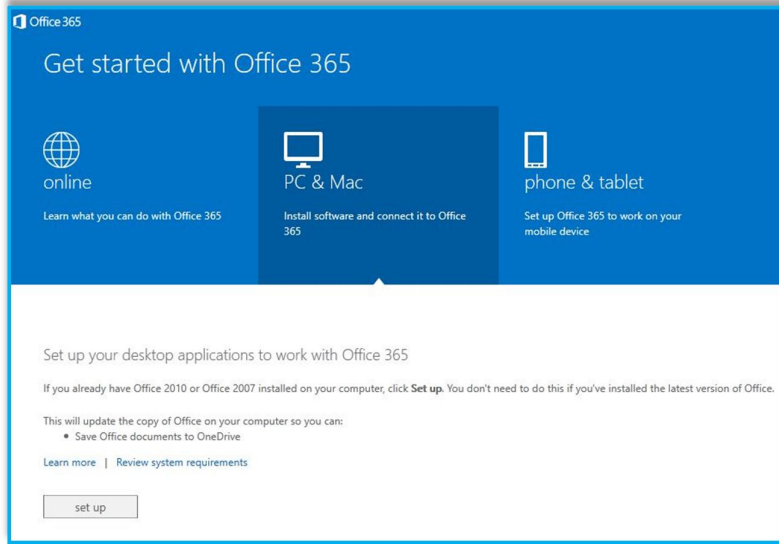 Office 365
Get started with Office 365
online
Learn what you can do with Office 365
PC & Mac
Install software and connect it to Office
365
phone & tablet
Set up Office 365 to work on your
mobile device
Set up your desktop applications to work with Office 365
If you already have Office 2010 or Office 2007 installed on your computer, click Set up. You don't need to do this if you've installed the latest version of Office.
This will update the copy of Office on your computer so you can:
• Save Office documents to OneDrive
Learn more | Review system requirements
set up